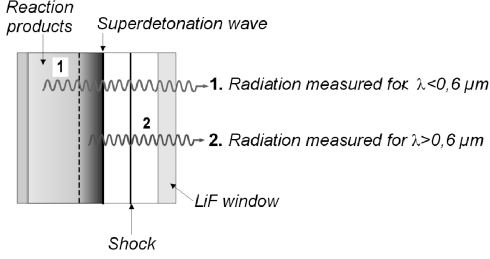 Reaction
products
Superdetonation wave
1
1. Radiation measured for λ<0,6 µm
2
2. Radiation measured for λ>0,6 µm
LiF window
Shock